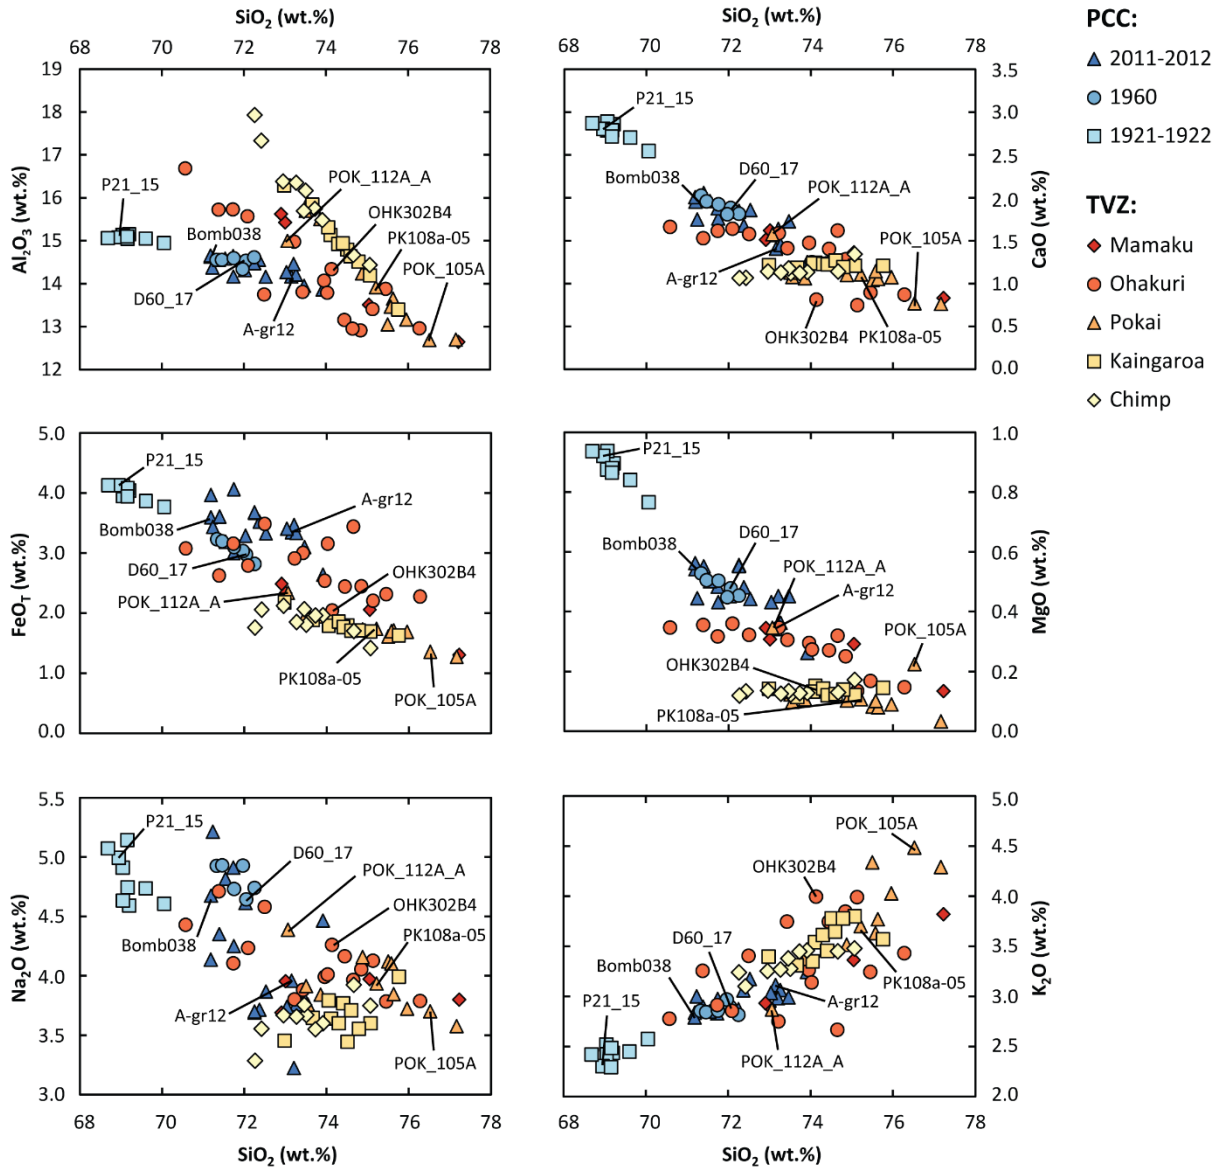 SiO2 (wt.%)
68 70 72 74 76 78
SiO2 (wt.%)
68 70 72 74 76 78
PCC:
2011-2012
1960
1921-1922
TVZ:
Mamaku
Ohakuri
Pokai
Kaingaroa
Chimp
Al2O3 (wt.%)
19
18
17
16
15
14
13
12
P21_15
POK_112A_A
OHK302B4
Bomb038
PK108a-05
POK_105A
D60_17
A-gr12
CaO (wt.%)
3.5
3.0
2.5
2.0
1.5
1.0
0.5
0.0
P21_15
D60_17
Bomb038
POK_112A_A
POK_105A
A-gr12
OHK302B4
PK108a-05
FeOT (wt.%)
5.0
4.0
3.0
2.0
1.0
0.0
P21_15
A-gr12
Bomb038
D60_17
OHK302B4
POK_112A_A
PK108a-05
POK_105A
MgO (wt.%)
1.0
0.8
0.6
0.4
0.2
0.0
P21_15
D60_17
Bomb038
POK_112A_A
A-gr12
POK_105A
OHK302B4
PK108a-05
Na2O (wt.%)
5.5
5.0
4.5
4.0
3.5
3.0
P21_15
D60_17
POK_112A_A
OHK302B4
Bomb038
PK108a-05
A-gr12
POK_105A
68 70 72 74 76 78
SiO2 (wt.%)
K2O (wt.%)
5.0
4.5
4.0
3.5
3.0
2.5
2.0
POK_105A
OHK302B4
D60_17
Bomb038
PK108a-05
P21_15
A-gr12
POK_112A_A
68 70 72 74 76 78
SiO2 (wt.%)